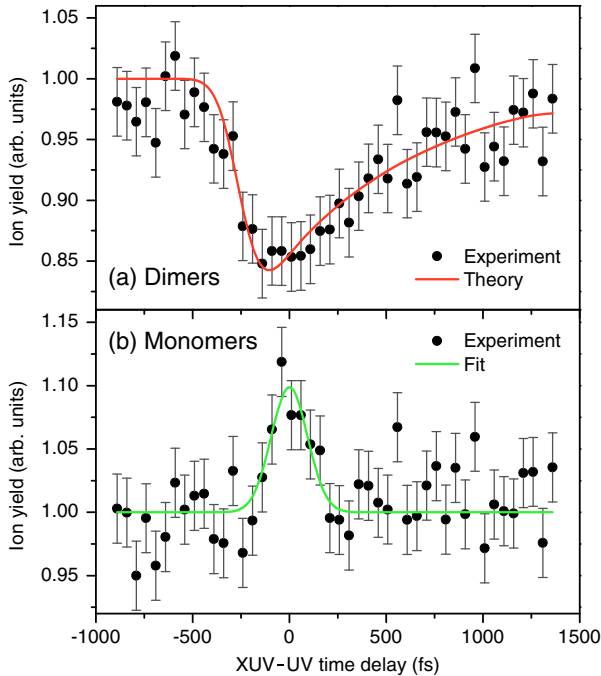 1.05
1.00
0.95
0.90
0.85
Ion yield (arb. units)
(a) Dimers
Experiment
Theory
1.15
1.10
1.05
1.00
0.95
Ion yield (arb. units)
(b) Monomers
Experiment
Fit
-1000 -500 0 500 1000 1500
XUV-UV time delay (fs)